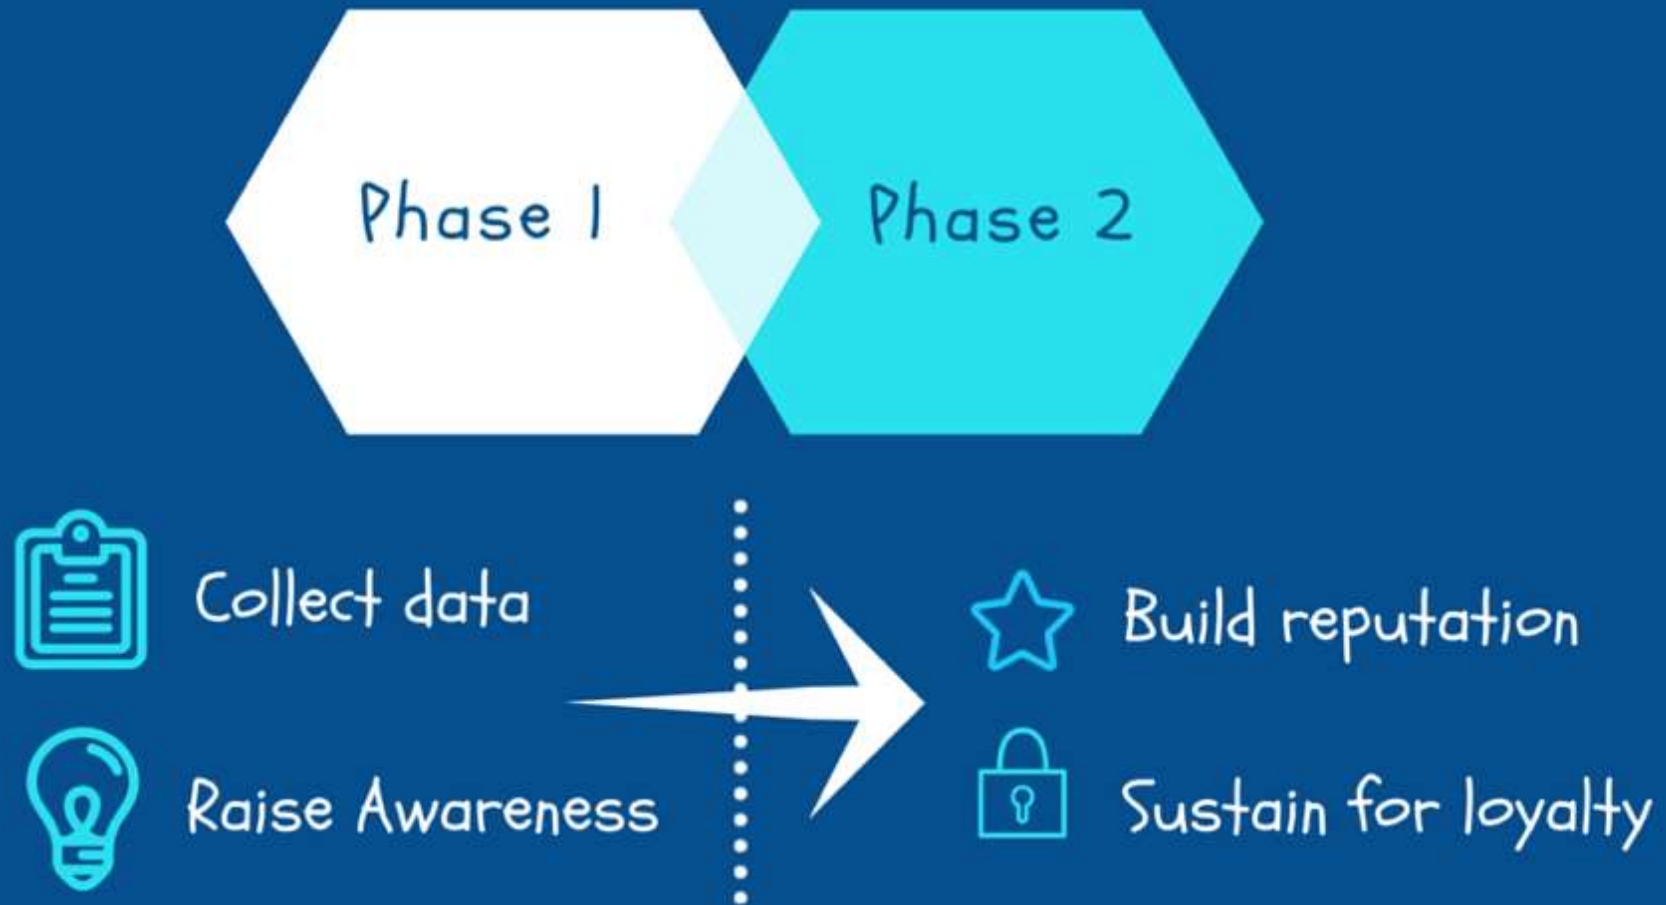 Phase 1
Phase 2
Collect data
Raise Awareness
Build reputation
Sustain for loyalty